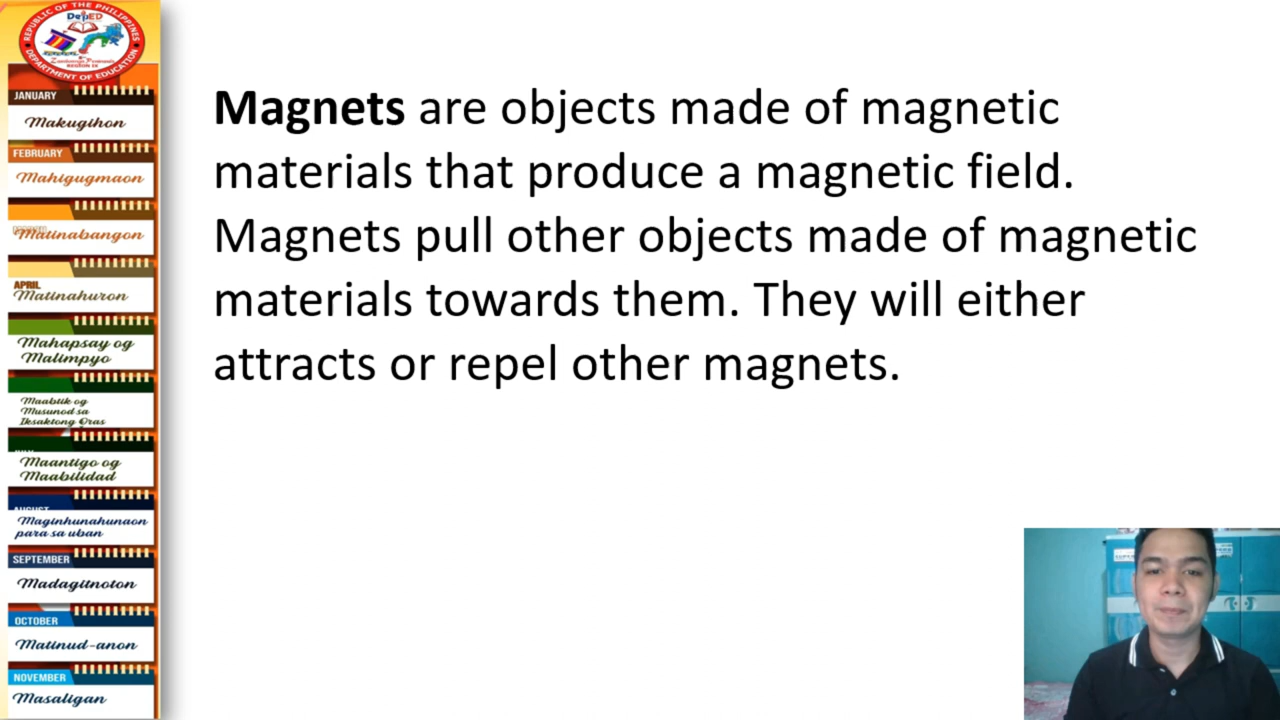 REPUBLIC OF THE PHILIPPINES
DepED
REGION IX
DEPARTMENT OF EDUCATION
JANUARY
Makugihon
FEBRUARY
Mahigugmaon
Matinabangon
APRIL
Matinahuron
Mahapsay og
Malimpyo
Maabtik og
Musunod sa
Iksaktong Oras
Maantigo og
Maabilidad
AUGUST
Maginhunahunaon
para sa uban
SEPTEMBER
Madagitnoton
OCTOBER
Matinud-anon
NOVEMBER
Masaligan
Magnets are objects made of magnetic
materials that produce a magnetic field.
Magnets pull other objects made of magnetic
materials towards them. They will either
attracts or repel other magnets.